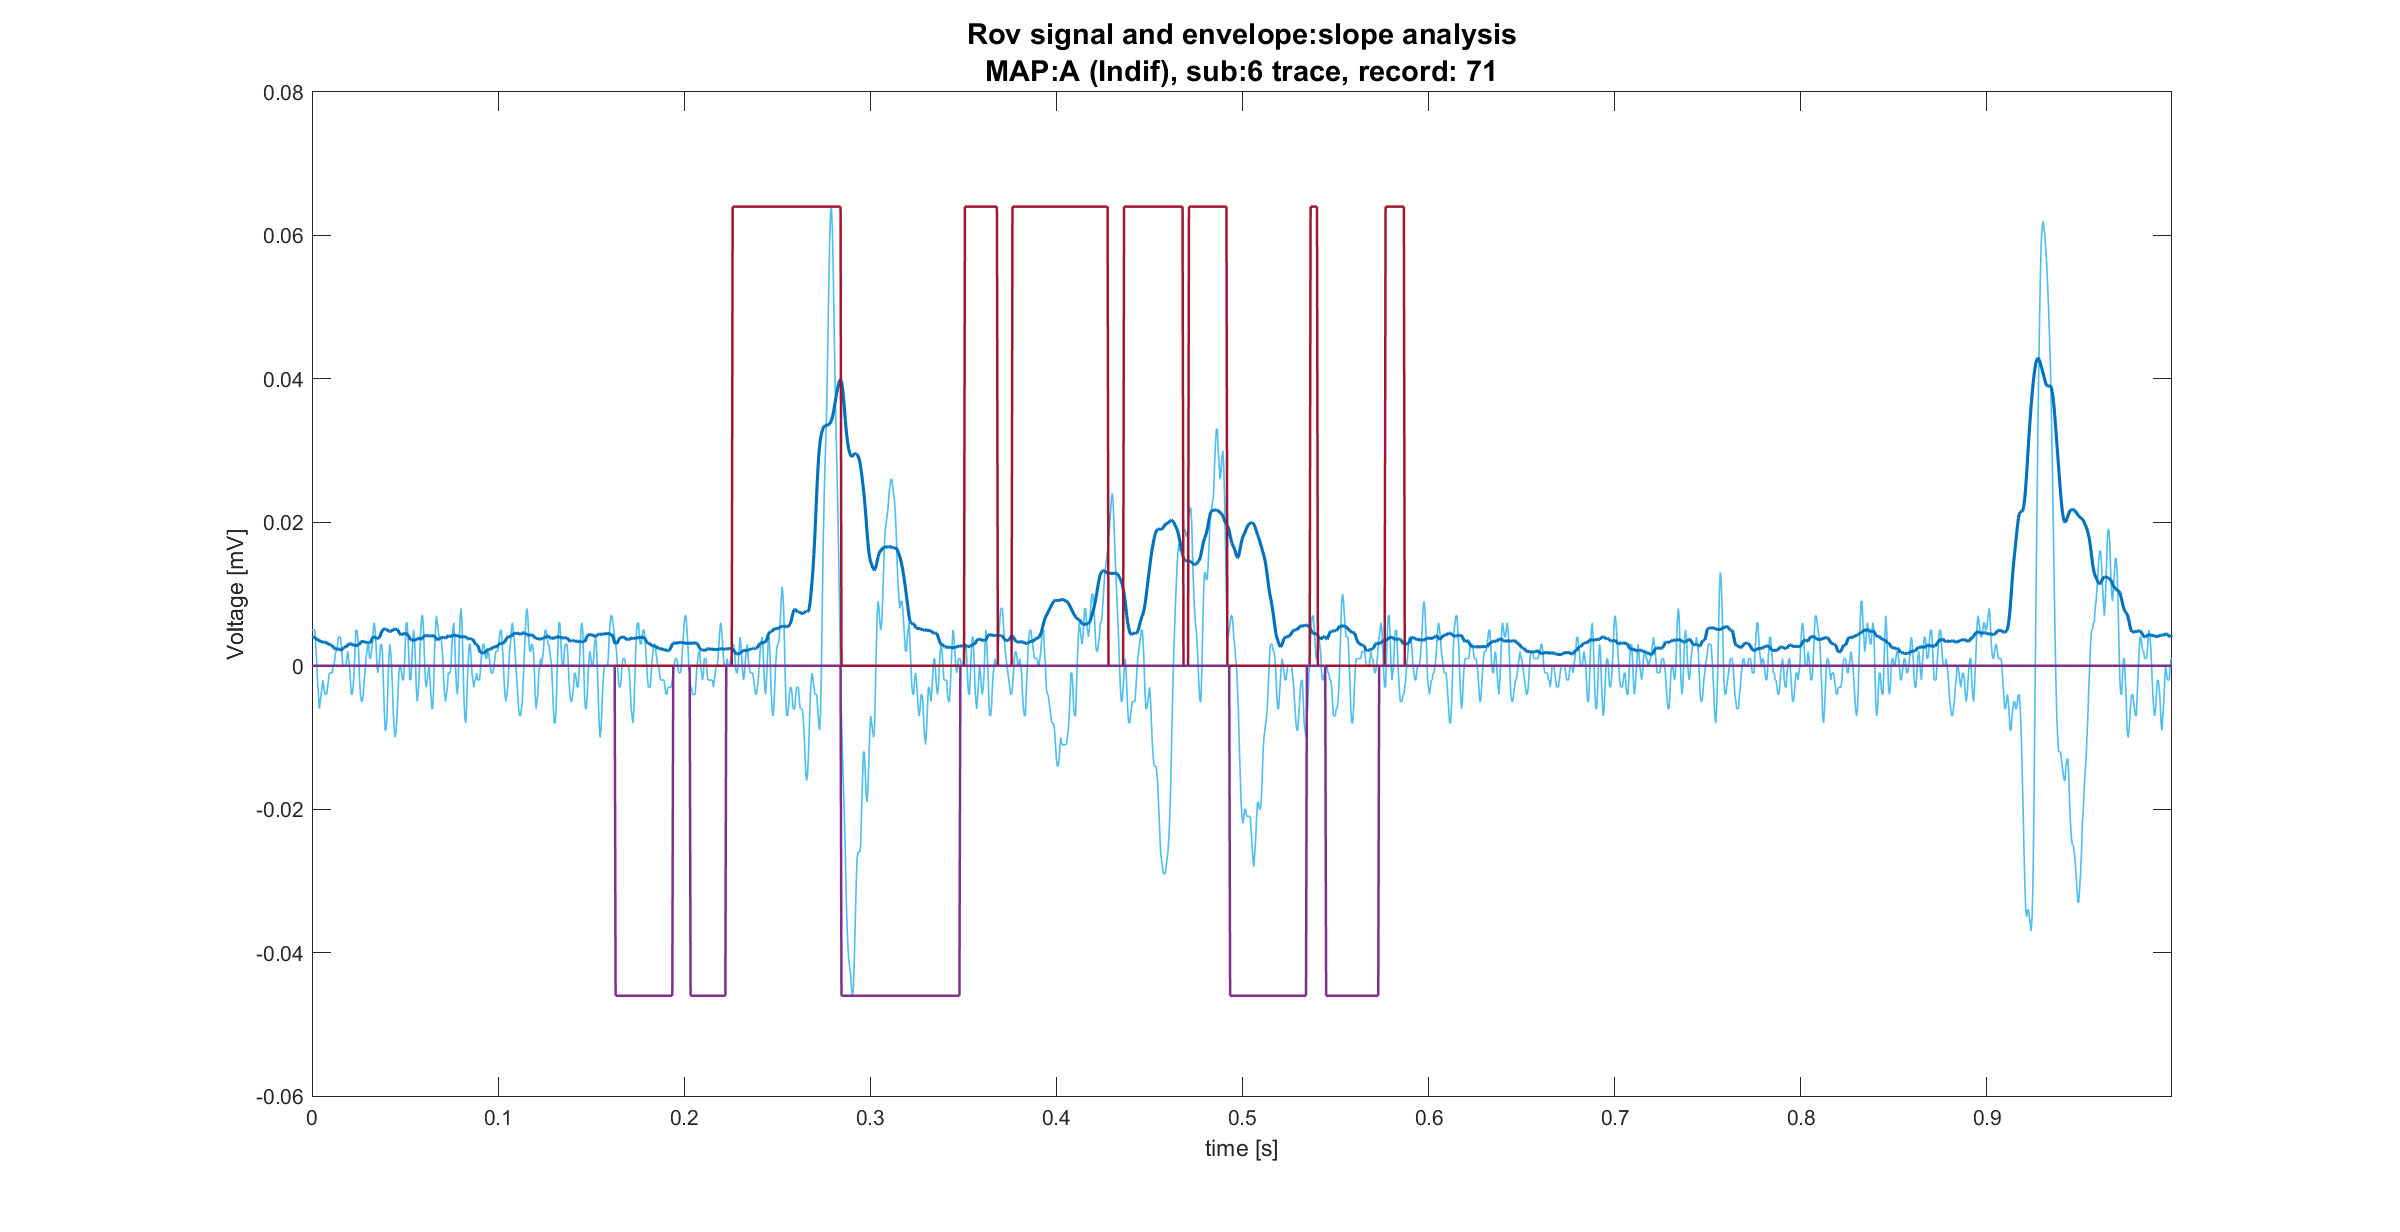 Rov signal and envelope:slope analysis
MAP:A (Indif), sub:6 trace, record: 71
0.08
0.06
0.04
0.02
0
-0.02
-0.04
-0.06
Voltage [mV]
0 0.1 0.2 0.3 0.4 0.5 0.6 0.7 0.8 0.9
time [s]